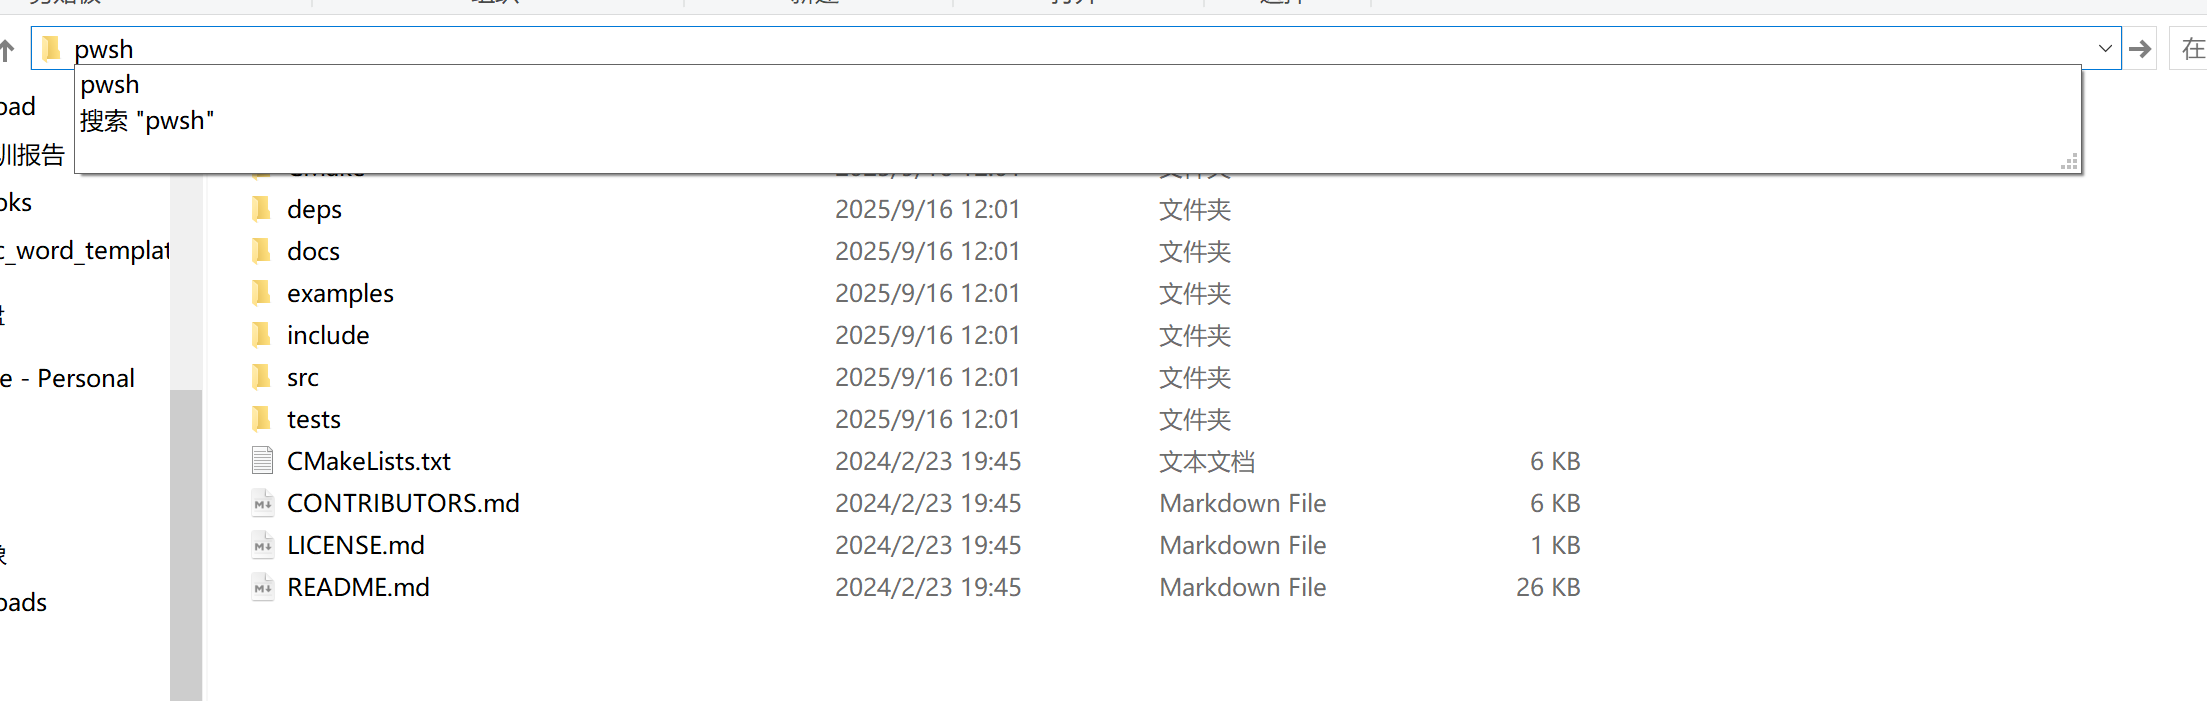 pwsh
在
pwsh
搜索 "pwsh"
oad
训报告
oks
c_word_templat
e - Personal
oads
deps 2025/9/16 12:01 文件夹
docs 2025/9/16 12:01 文件夹
examples 2025/9/16 12:01 文件夹
include 2025/9/16 12:01 文件夹
src 2025/9/16 12:01 文件夹
tests 2025/9/16 12:01 文件夹
CMakeLists.txt 2024/2/23 19:45 文本文档 6 KB
CONTRIBUTORS.md 2024/2/23 19:45 Markdown File 6 KB
LICENSE.md 2024/2/23 19:45 Markdown File 1 KB
README.md 2024/2/23 19:45 Markdown File 26 KB